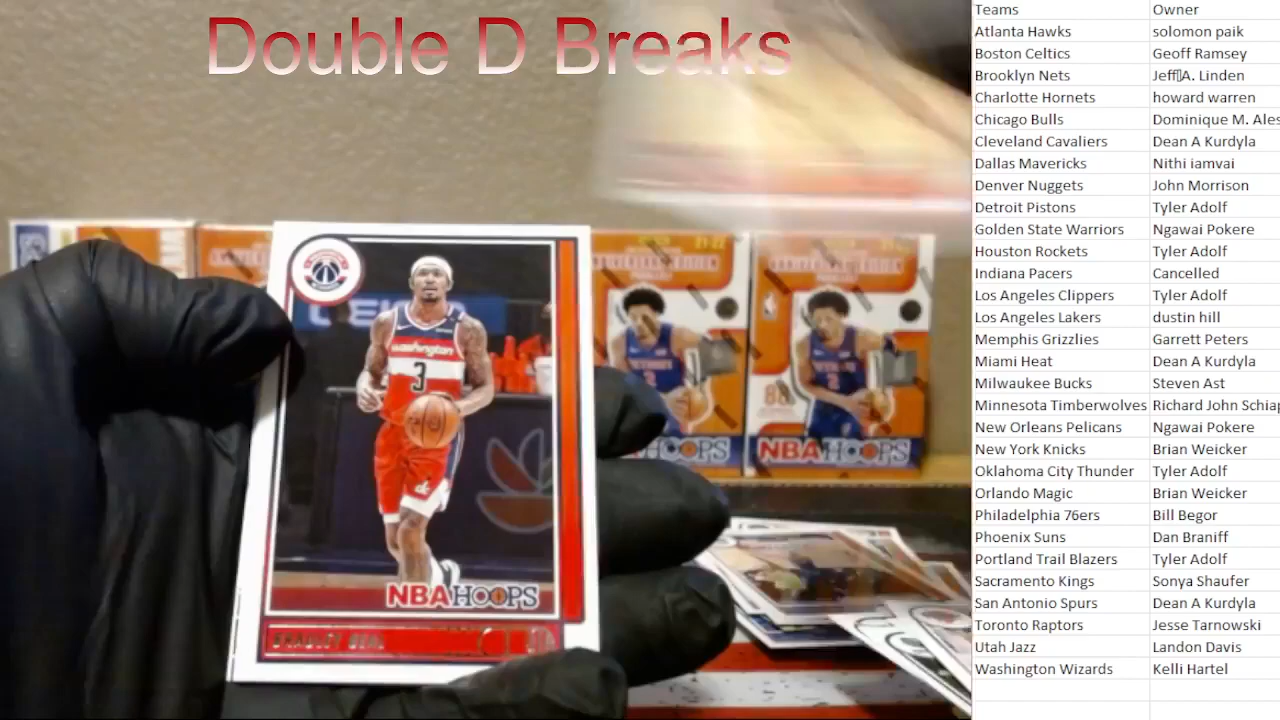 Double D Breaks
Teams Owner
Atlanta Hawks solomon paik
Boston Celtics Geoff Ramsey
Brooklyn Nets Jeff A. Linden
Charlotte Hornets howard warren
Chicago Bulls Dominique M. Ales
Cleveland Cavaliers Dean A Kurdyla
Dallas Mavericks Nithi iamvai
Denver Nuggets John Morrison
Detroit Pistons Tyler Adolf
Golden State Warriors Ngawai Pokere
Houston Rockets Tyler Adolf
Indiana Pacers Cancelled
Los Angeles Clippers Tyler Adolf
Los Angeles Lakers dustin hill
Memphis Grizzlies Garrett Peters
Miami Heat Dean A Kurdyla
Milwaukee Bucks Steven Ast
Minnesota Timberwolves Richard John Schiap
New Orleans Pelicans Ngawai Pokere
New York Knicks Brian Weicker
Oklahoma City Thunder Tyler Adolf
Orlando Magic Brian Weicker
Philadelphia 76ers Bill Begor
Phoenix Suns Dan Braniff
Portland Trail Blazers Tyler Adolf
Sacramento Kings Sonya Shaufer
San Antonio Spurs Dean A Kurdyla
Toronto Raptors Jesse Tarnowski
Utah Jazz Landon Davis
Washington Wizards Kelli Hartel
washington
3
NBA HOOPS
BRADLEY BEAL
88
NBA HOOPS